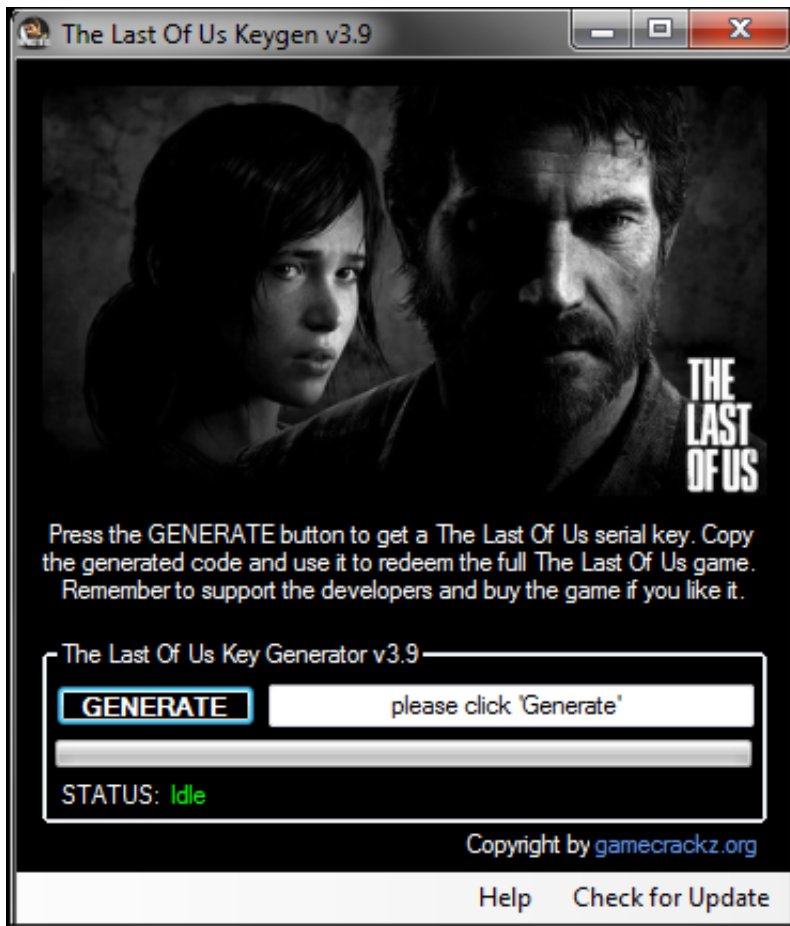 The Last Of Us Keygen v3.9
THE
LAST
OF US
Press the GENERATE button to get a The Last Of Us serial key. Copy
the generated code and use it to redeem the full The Last Of Us game.
Remember to support the developers and buy the game if you like it.
The Last Of Us Key Generator v3.9
GENERATE
please click 'Generate'
STATUS: Idle
Copyright by gamecrackz.org
Help
Check for Update